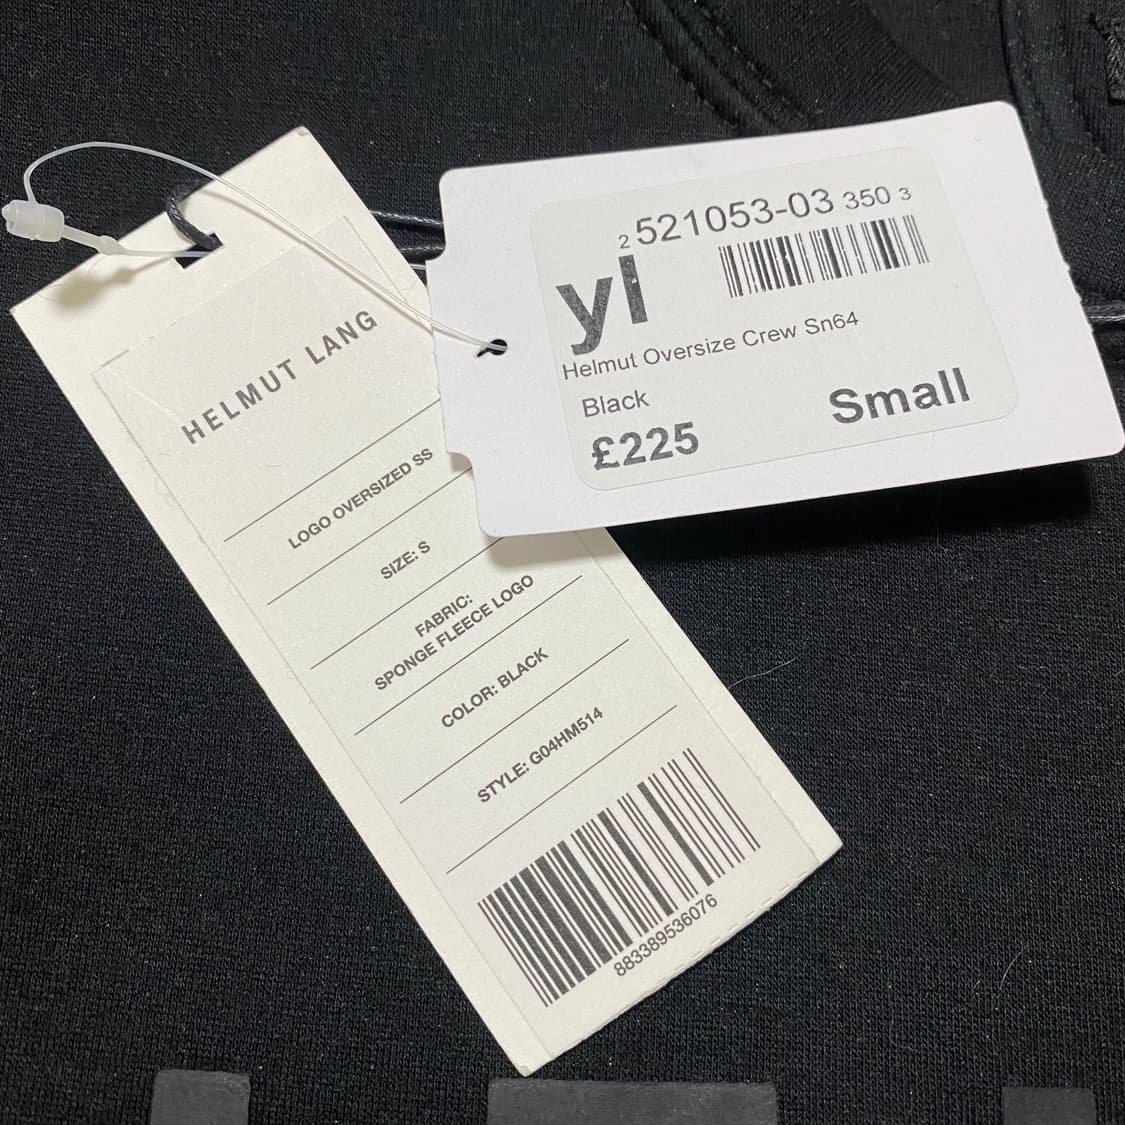 HELMUT LANG
LOGO OVERSIZED SS
SIZE: S
FABRIC:
SPONGE FLEECE LOGO
COLOR: BLACK
STYLE: G04HM514
883389536076
2 521053-03 350 3
yl
Helmut Oversize Crew Sn64
Black
Small
£225